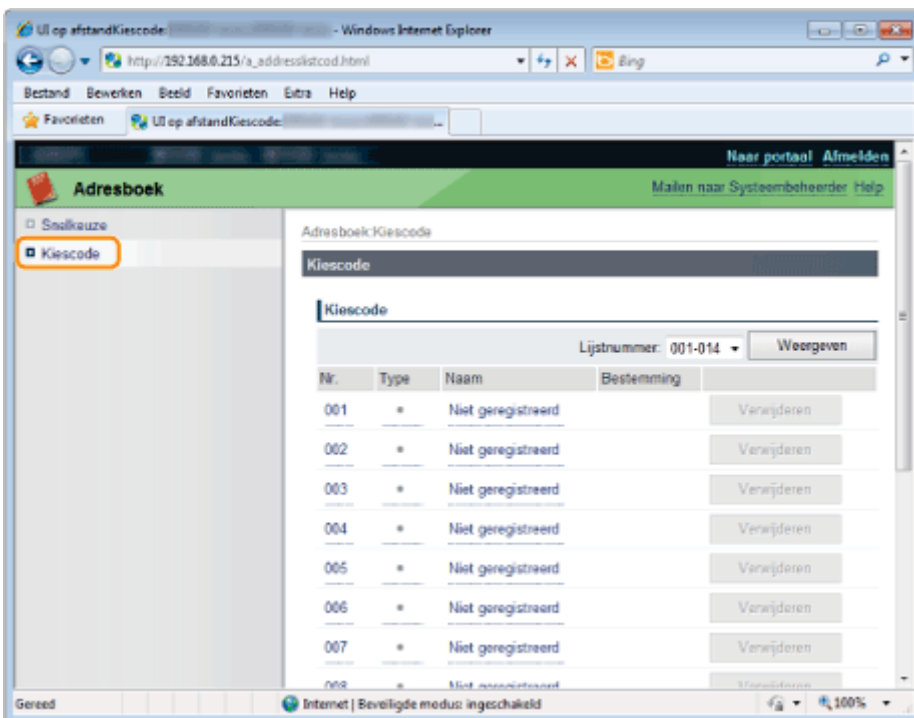 UI op afstandKiescode: - Windows Internet Explorer
http://192.168.0.215/a_addresslistcod.html Bing
Bestand Bewerken Beeld Favorieten Extra Help
Favorieten UI op afstandKiescode: ...
Naar portaal Afmelden
Adresboek Mailen naar Systeembeheerder Help
Snelkeuze
Kiescode
Adresboek:Kiescode
Kiescode
Kiescode
Lijstnummer: 001-014 Weergeven
Nr. Type Naam Bestemming
001 Niet geregistreerd Verwijderen
002 Niet geregistreerd Verwijderen
003 Niet geregistreerd Verwijderen
004 Niet geregistreerd Verwijderen
005 Niet geregistreerd Verwijderen
006 Niet geregistreerd Verwijderen
007 Niet geregistreerd Verwijderen
008 Niet geregistreerd Verwijderen
Gereed Internet | Beveiligde modus: ingeschakeld 100%